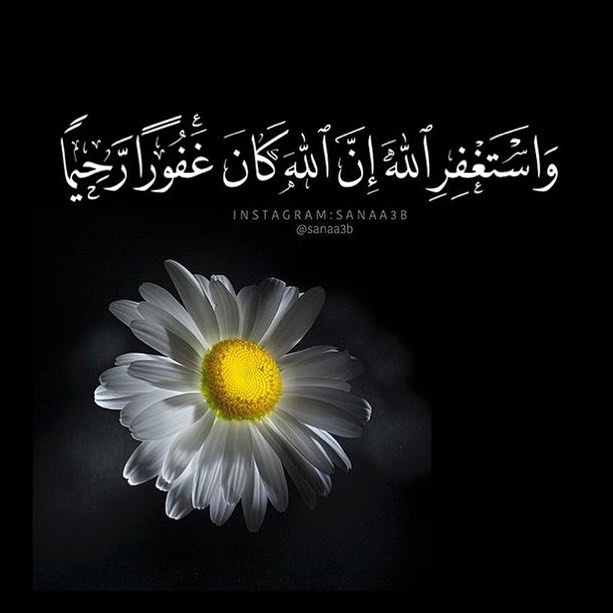 وَاسْتَغْفِرِ ٱللَّهَ إِنَّ ٱللَّهَ كَانَ غَفُورًا رَّحِيمًا
INSTAGRAM:SANAA3B
@sanaa3b